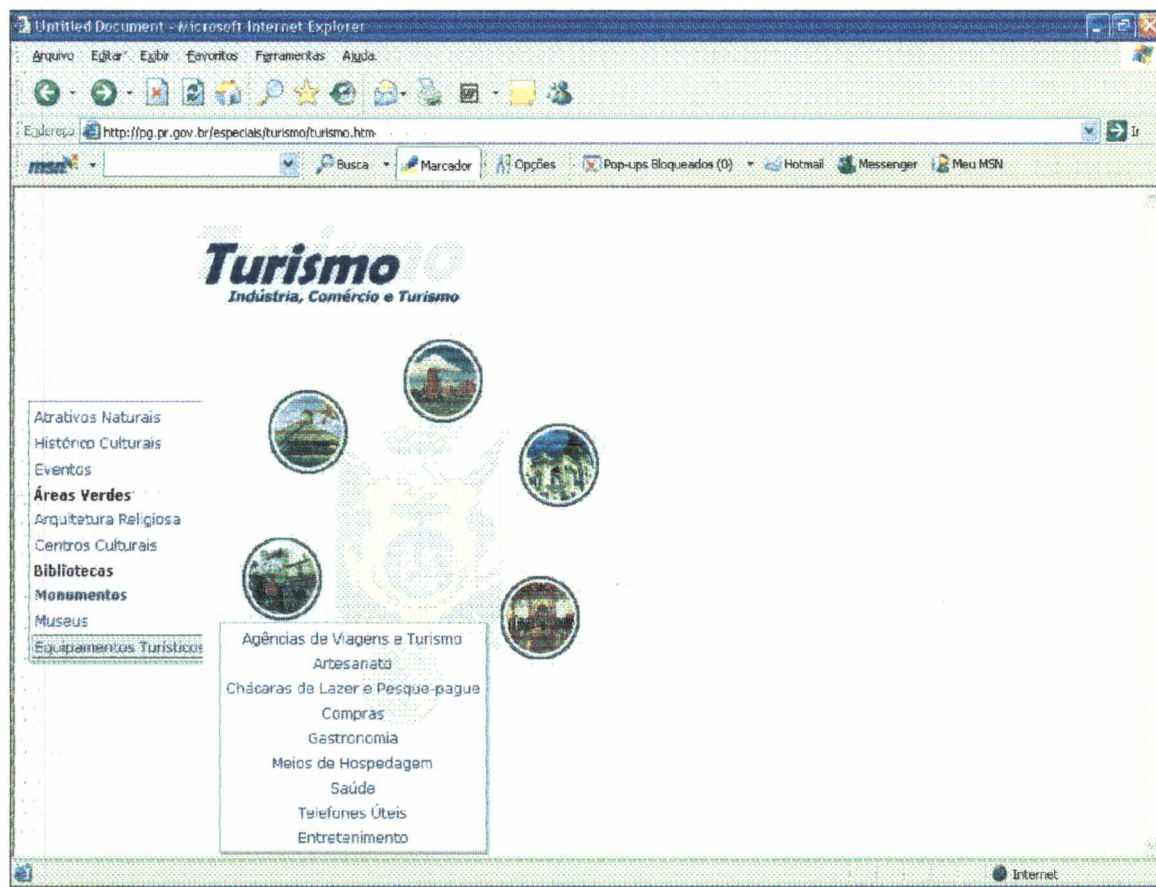 Untitled Document - Microsoft Internet Explorer
Arquivo Editar Exibir Favoritos Ferramentas Ajuda
Endereço http://pg.pr.gov.br/especiais/turismo/turismo.htm Ir
msn Busca Marcador Opções Pop-ups Bloqueados (0) Hotmail Messenger Meu MSN
Turismo
Indústria, Comércio e Turismo
Atrativos Naturais
Histórico Culturais
Eventos
Áreas Verdes
Arquitetura Religiosa
Centros Culturais
Bibliotecas
Monumentos
Museus
Equipamentos Turísticos
Agências de Viagens e Turismo
Artesanato
Chácaras de Lazer e Pesque-pague
Compras
Gastronomia
Meios de Hospedagem
Saúde
Telefones Úteis
Entretenimento
Internet